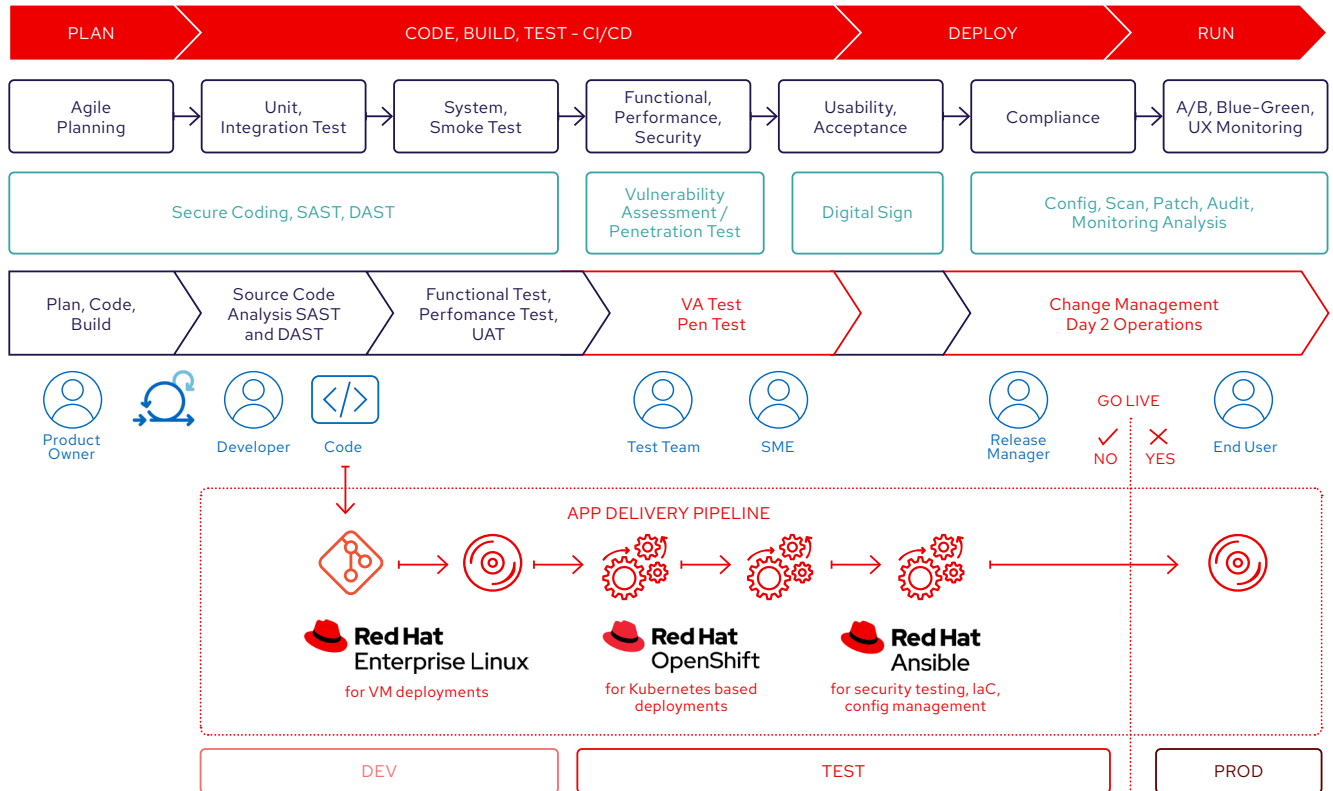 PLAN
CODE, BUILD, TEST - CI/CD
DEPLOY
RUN
Agile
Planning
Unit,
Integration Test
System,
Smoke Test
Functional,
Performance,
Security
Usability,
Acceptance
Compliance
A/B, Blue-Green,
UX Monitoring
Secure Coding, SAST, DAST
Vulnerability
Assessment /
Penetration Test
Digital Sign
Config, Scan, Patch, Audit,
Monitoring Analysis
Plan, Code,
Build
Source Code
Analysis SAST
and DAST
Functional Test,
Perfomance Test,
UAT
VA Test
Pen Test
Change Management
Day 2 Operations
Product
Owner
Developer
</>
Code
Test Team
SME
Release
Manager
GO LIVE
NO
YES
End User
APP DELIVERY PIPELINE
Red Hat
Enterprise Linux
for VM deployments
Red Hat
OpenShift
for Kubernetes based
deployments
Red Hat
Ansible
for security testing, IaC,
config management
DEV
TEST
PROD